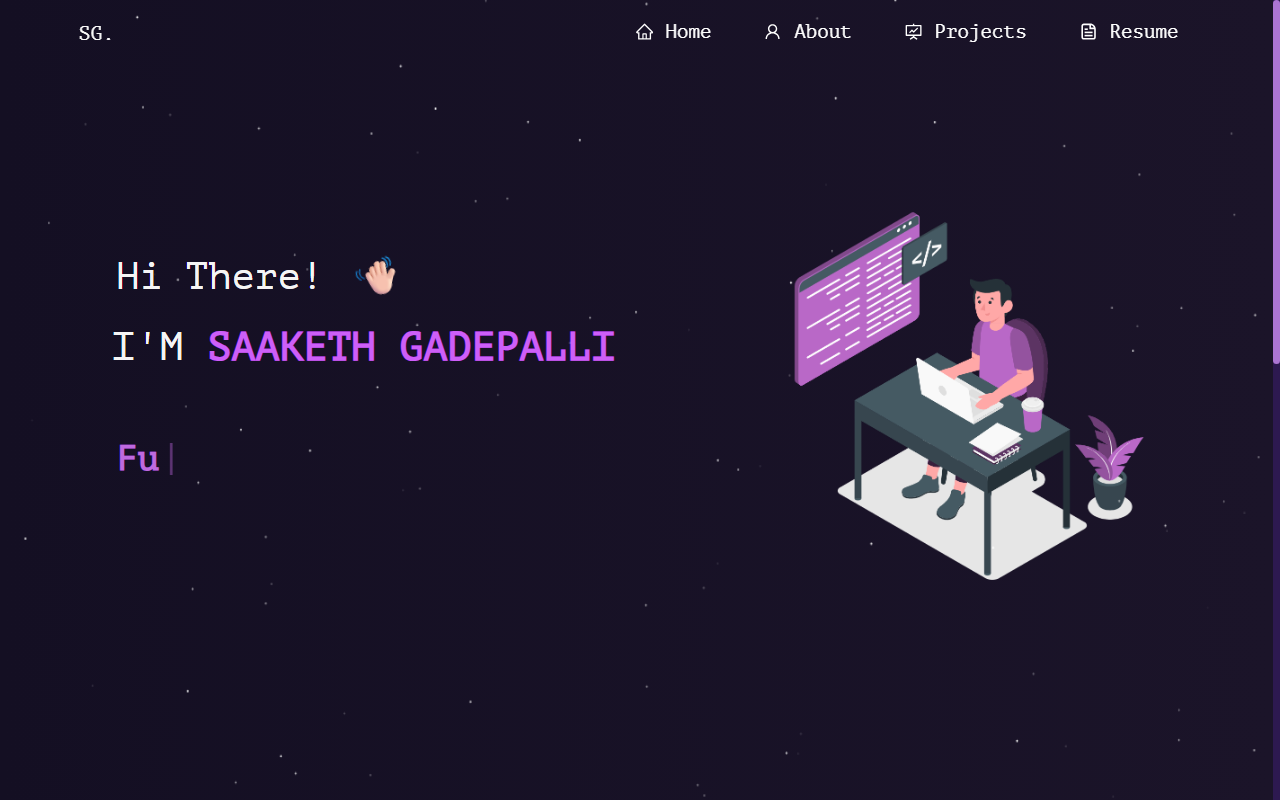 SG.
Home
About
Projects
Resume
Hi There!
I'M SAAKETH GADEPALLI
Fu
</>